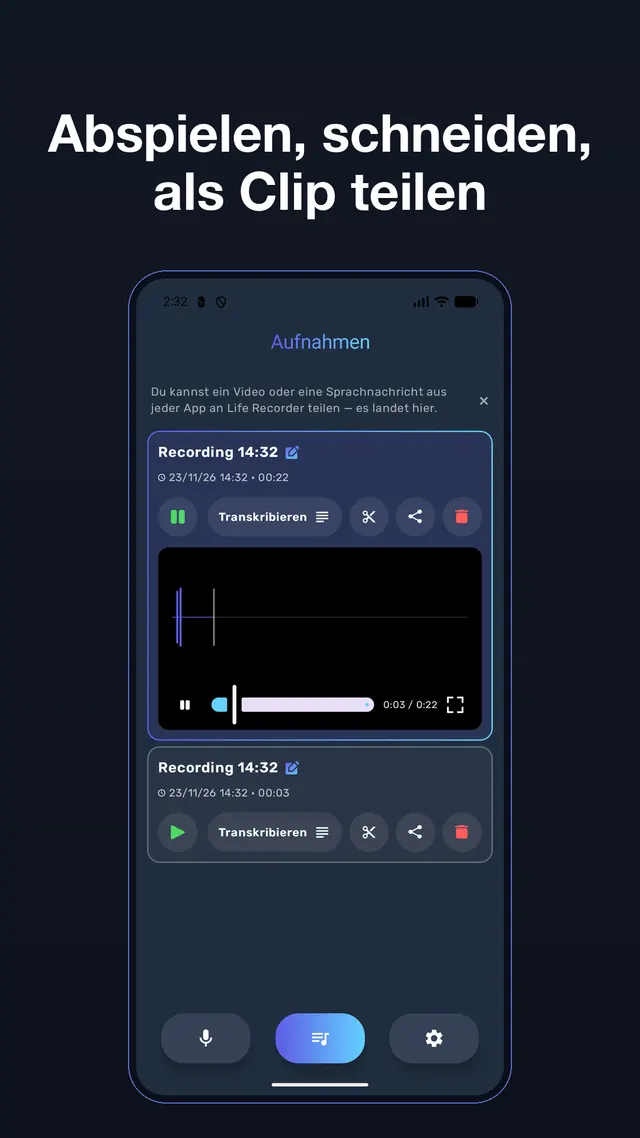 Abspielen, schneiden,
als Clip teilen
2:32
Aufnahmen
Du kannst ein Video oder eine Sprachnachricht aus
jeder App an Life Recorder teilen — es landet hier.
Recording 14:32
23/11/26 14:32 • 00:22
Transkribieren
0:03 / 0:22
Recording 14:32
23/11/26 14:32 • 00:03
Transkribieren